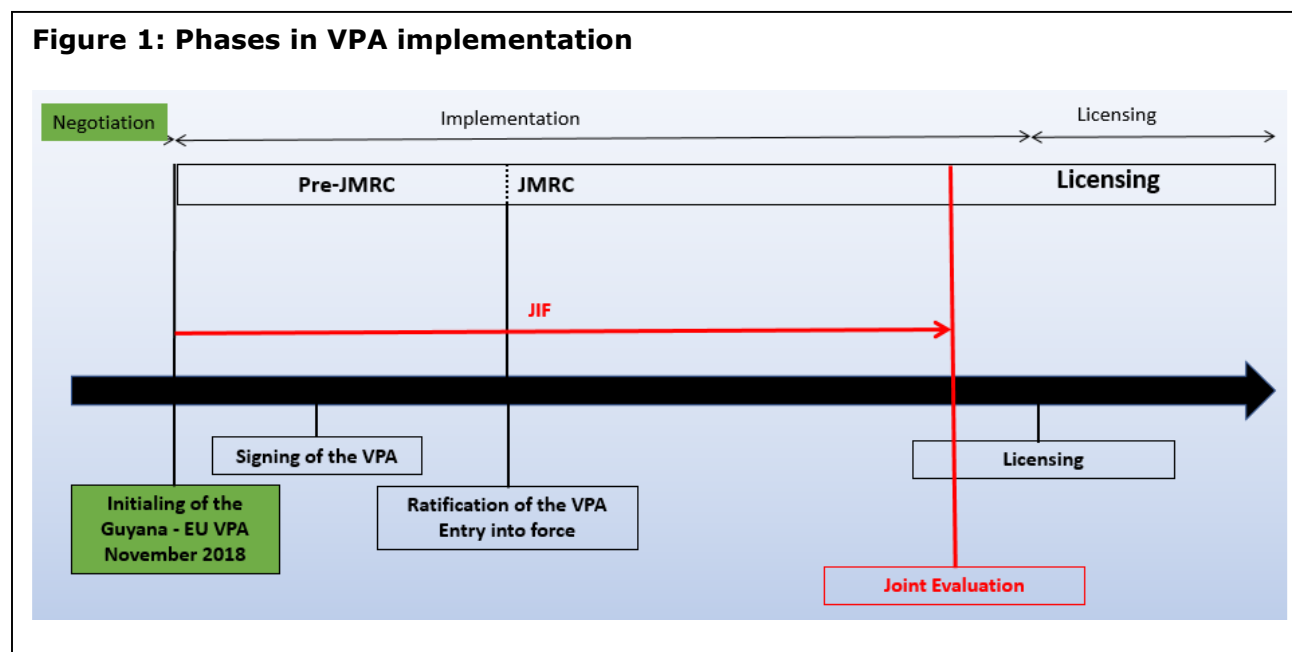 Figure 1: Phases in VPA implementation
Negotiation
Implementation
Licensing
Pre-JMRC
JMRC
Licensing
JIF
Signing of the VPA
Licensing
Initialing of the
Guyana - EU VPA
November 2018
Ratification of the VPA
Entry into force
Joint Evaluation